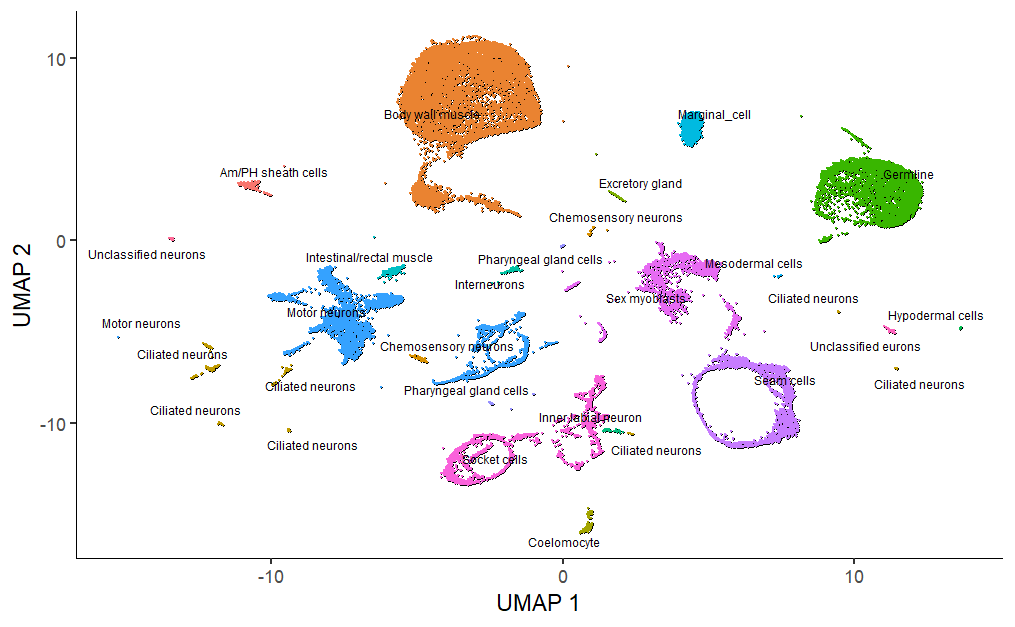 10
Body wall muscle
Marginal_cell
Am/PH sheath cells
Germline
Excretory gland
Chemosensory neurons
0
Unclassified neurons
Intestinal/rectal muscle
Pharyngeal gland cells
Mesodermal cells
Interneurons
Sex myoblasts
Ciliated neurons
Motor neurons
Hypodermal cells
Motor neurons
Chemosensory neurons
Unclassified eurons
Ciliated neurons
Ciliated neurons
Pharyngeal gland cells
Seam cells
Ciliated neurons
Ciliated neurons
Inner labial neuron
-10
Ciliated neurons
Ciliated neurons
Socket cells
Coelomocyte
-10
0
10
UMAP 1
UMAP 2